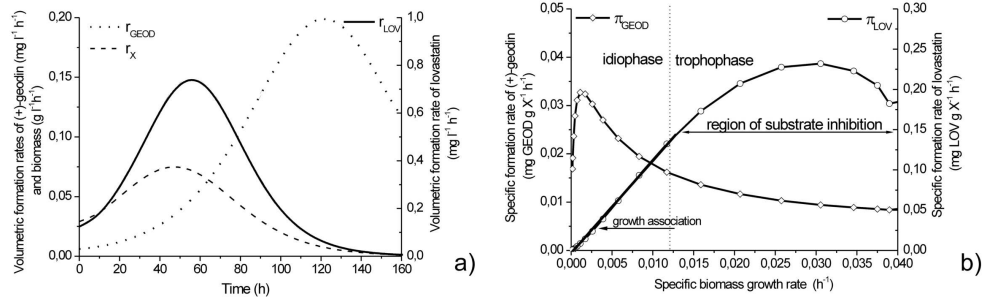 Volumetric formation rates of (+)-geodin (mg l⁻¹ h⁻¹)
and biomass (g l⁻¹h⁻¹)
0,20
0,15
0,10
0,05
0,00
r_GEOD
r_X
r_LOV
1,0
0,8
0,6
0,4
0,2
0,0
Volumetric formation rate of lovastatin
(mg l⁻¹ h⁻¹)
0 20 40 60 80 100 120 140 160
Time (h)
a)
Specific formation rate of (+)-geodin
(mg GEOD g X⁻¹ h⁻¹)
0,05
0,04
0,03
0,02
0,01
0,00
π_GEOD
π_LOV
idiophase
trophophase
region of substrate inhibition
growth association
0,30
0,25
0,20
0,15
0,10
0,05
0,00
Specific formation rate of lovastatin
(mg LOV g X⁻¹ h⁻¹)
0,000 0,005 0,010 0,015 0,020 0,025 0,030 0,035 0,040
Specific biomass growth rate (h⁻¹)
b)